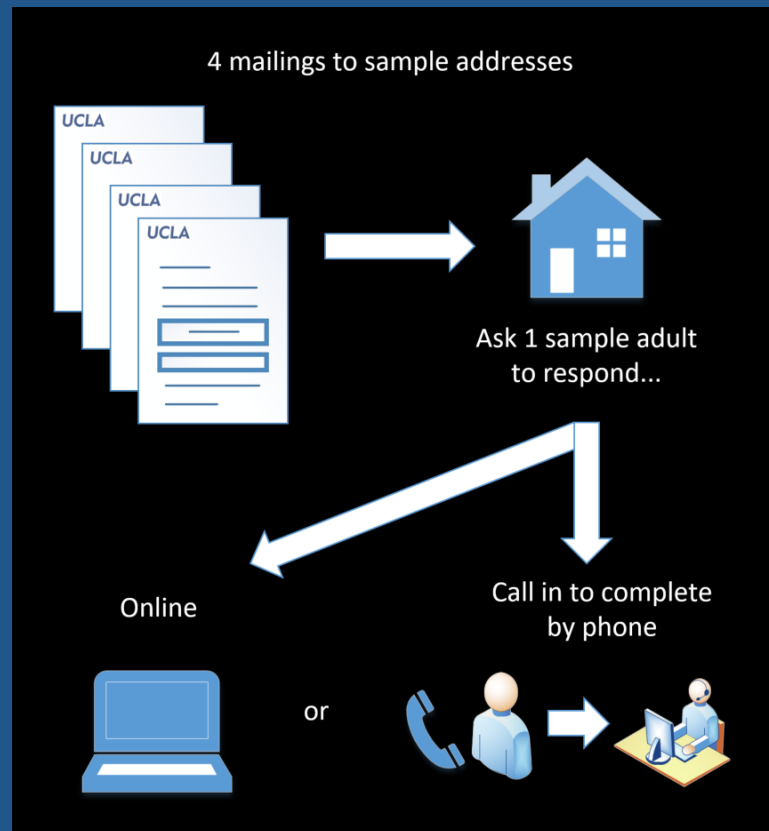 4 mailings to sample addresses
UCLA
UCLA
UCLA
UCLA
Ask 1 sample adult
to respond...
Online
Call in to complete
by phone
or